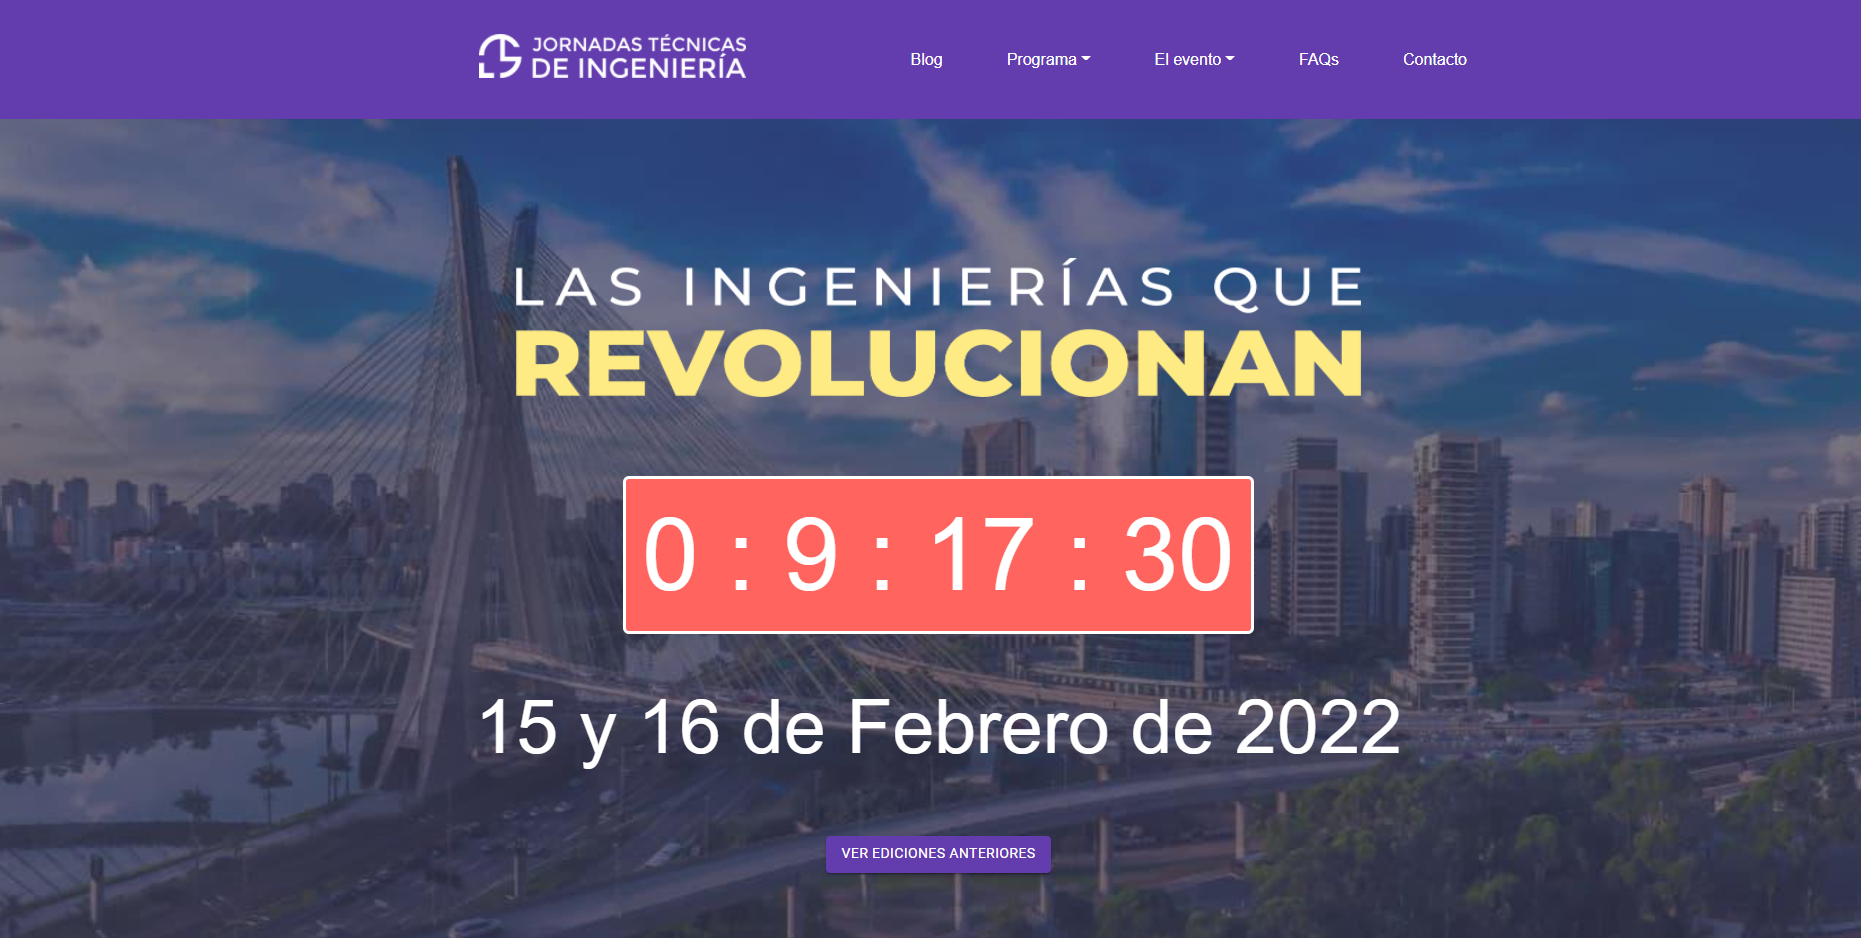 JORNADAS TÉCNICAS
DE INGENIERÍA
Blog
Programa
El evento
FAQs
Contacto
LAS INGENIERÍAS QUE
REVOLUCIONAN
0 : 9 : 17 : 30
15 y 16 de Febrero de 2022
VER EDICIONES ANTERIORES